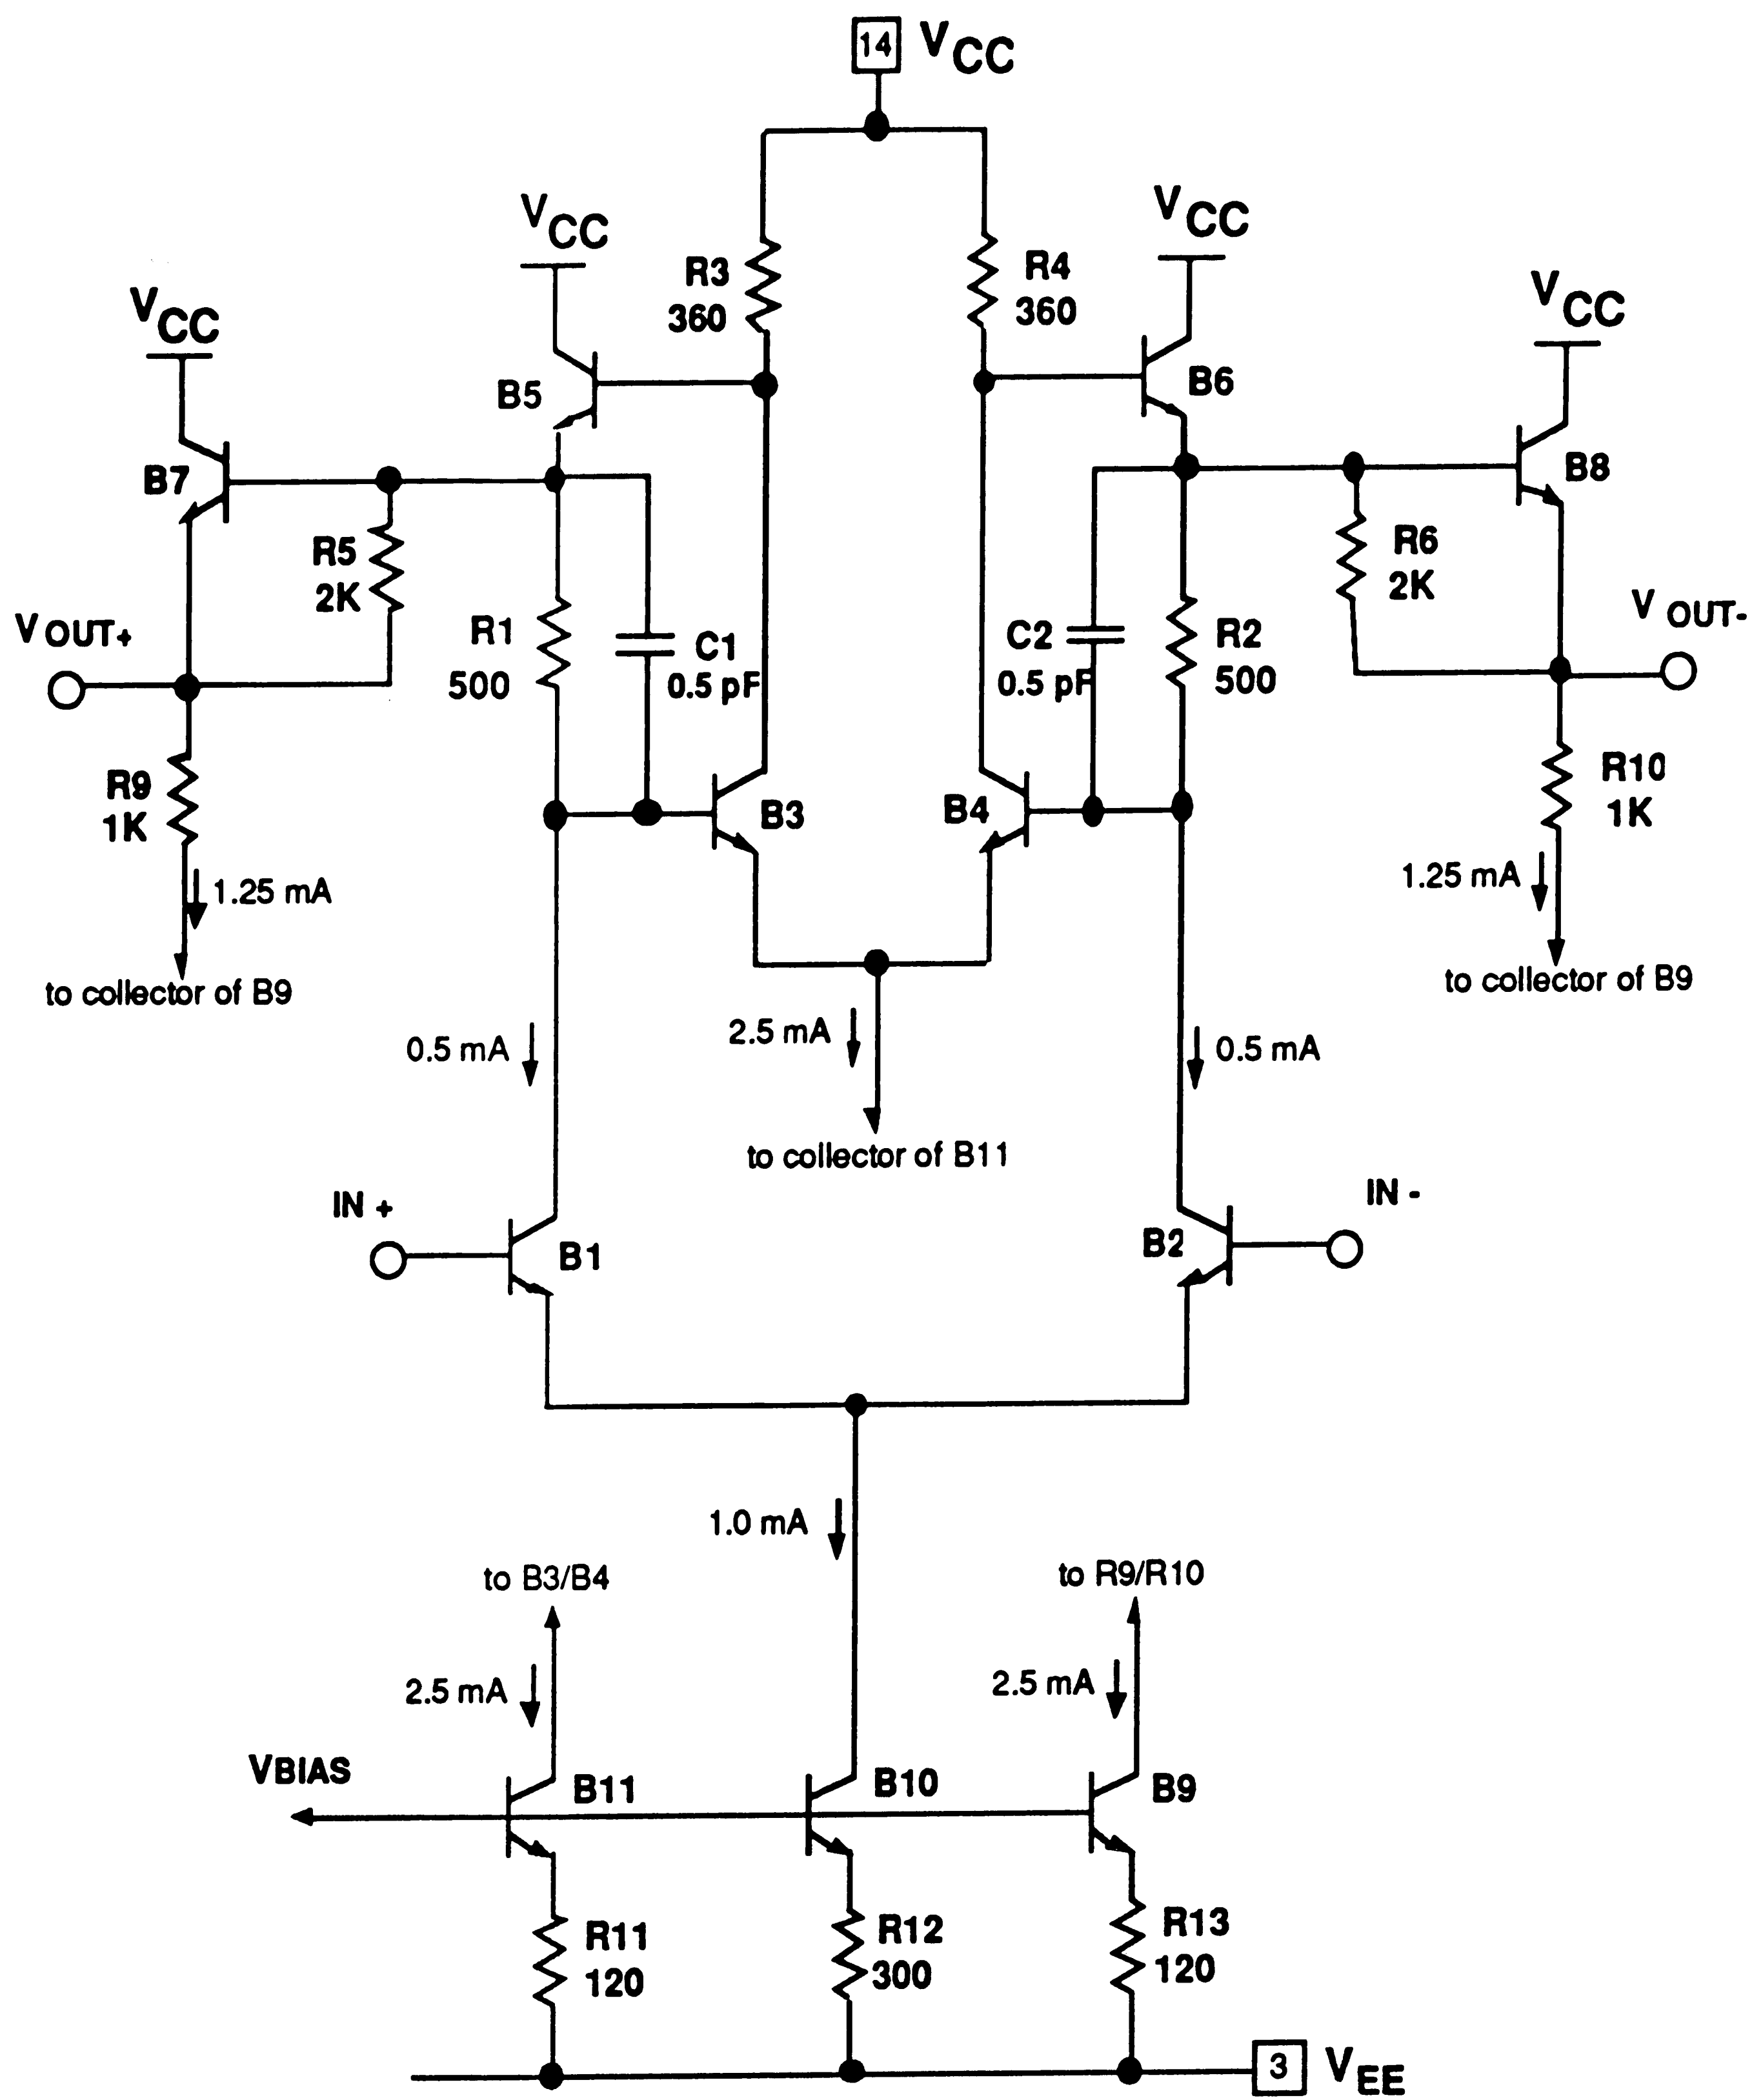 14 VCC
VCC
VCC
R3
360
R4
360
VCC
VCC
B5
B6
B7
B8
R5
2K
R6
2K
VOUT+
R1
500
C1
0.5 pF
C2
0.5 pF
R2
500
VOUT-
R9
1K
B3
B4
R10
1K
1.25 mA
1.25 mA
to collector of B9
to collector of B9
0.5 mA
2.5 mA
0.5 mA
to collector of B11
IN +
IN -
B1
B2
1.0 mA
to B3/B4
to R9/R10
2.5 mA
2.5 mA
VBIAS
B11
B10
B9
R11
120
R12
300
R13
120
3 VEE